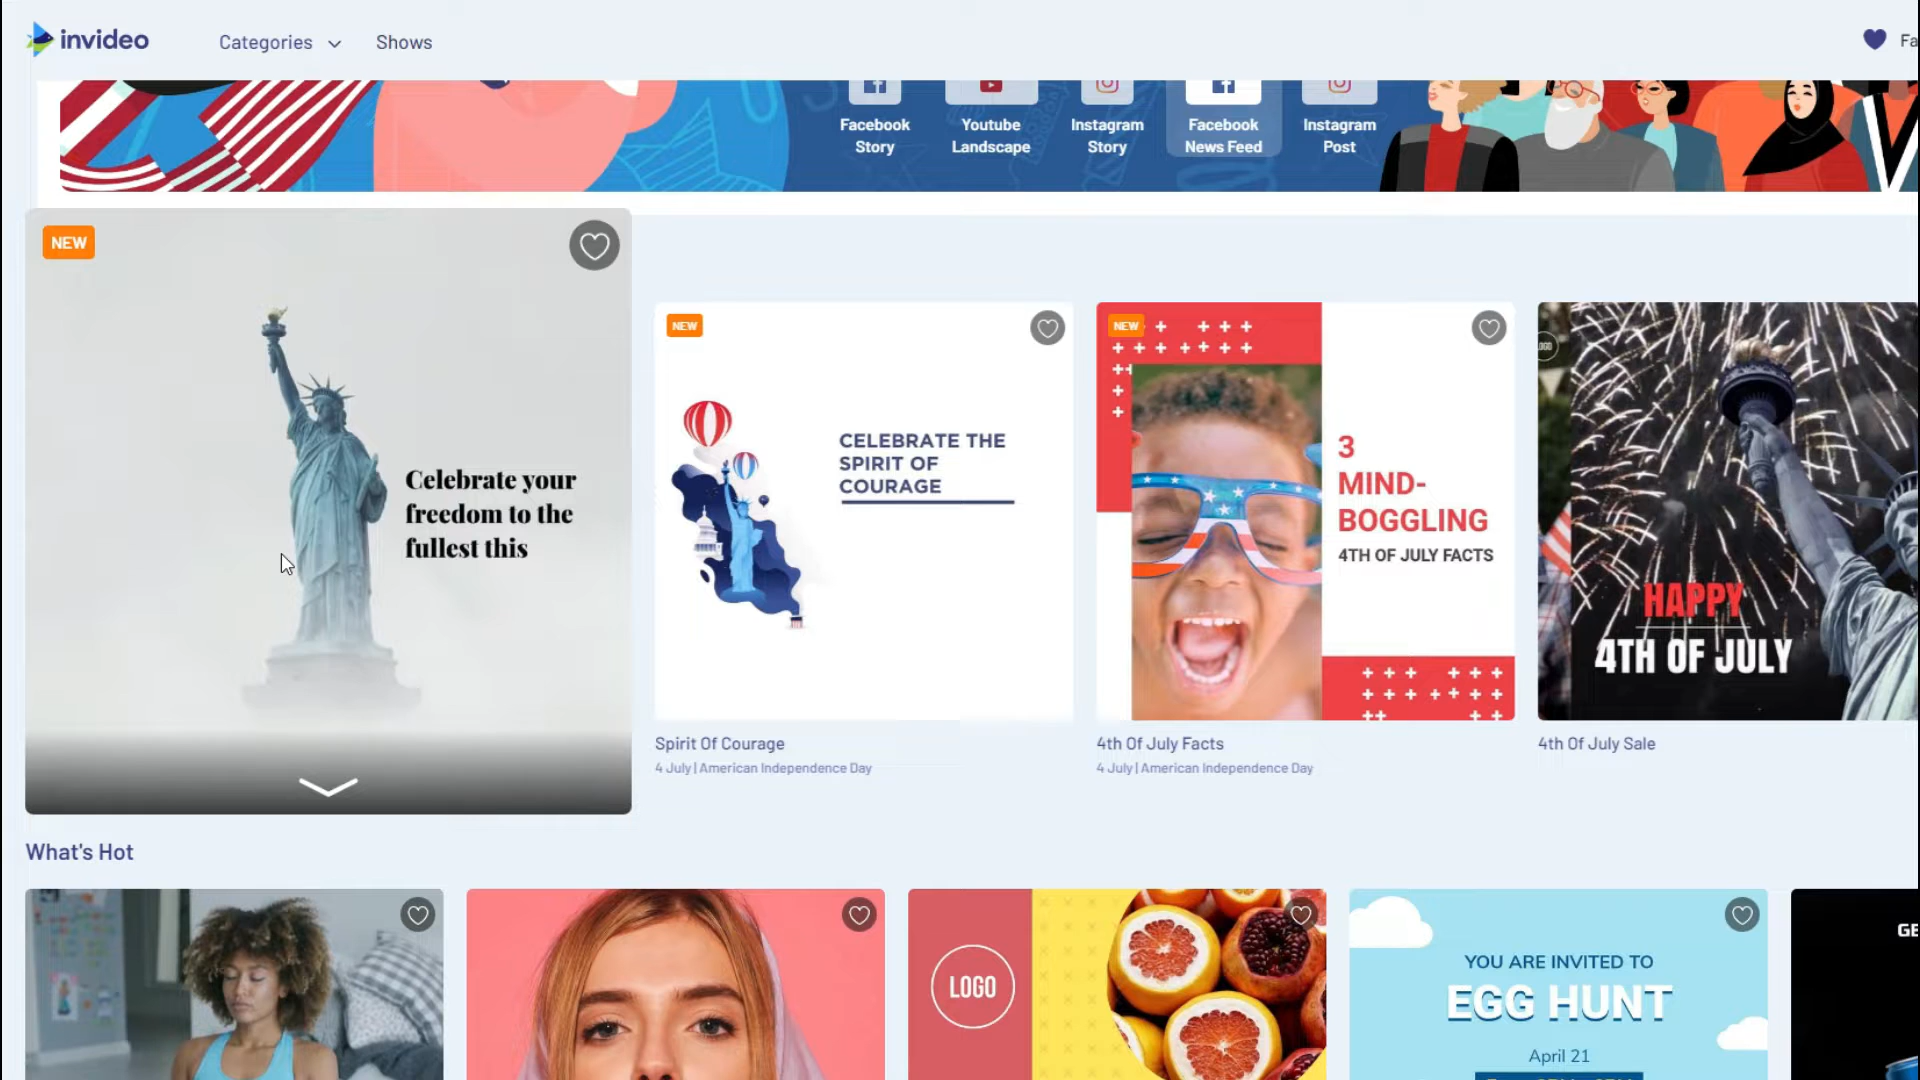 invideo
Categories
Shows
Facebook
Story
Youtube
Landscape
Instagram
Story
Facebook
News Feed
Instagram
Post
NEW
Celebrate your
freedom to the
fullest this
NEW
CELEBRATE THE
SPIRIT OF
COURAGE
Spirit Of Courage
4 July | American Independence Day
NEW
3
MIND-
BOGGLING
4TH OF JULY FACTS
4th Of July Facts
4 July | American Independence Day
HAPPY
4TH OF JULY
4th Of July Sale
What's Hot
LOGO
YOU ARE INVITED TO
EGG HUNT
April 21